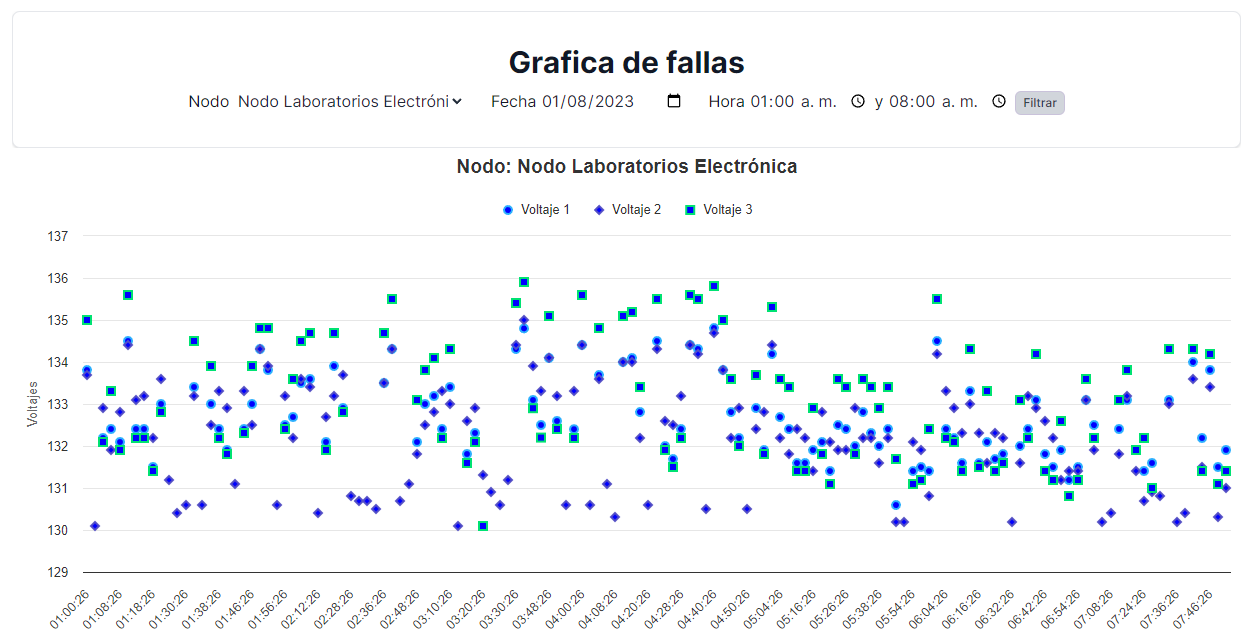 Grafica de fallas
Nodo Nodo Laboratorios Electróni Fecha 01/08/2023 Hora 01:00 a. m. y 08:00 a. m. Filtrar
Nodo: Nodo Laboratorios Electrónica
Voltaje 1 Voltaje 2 Voltaje 3
137
136
135
134
133
132
131
130
129
Voltajes
01:00:26 01:08:26 01:18:26 01:30:26 01:38:26 01:46:26 01:56:26 02:12:26 02:28:26 02:36:26 02:48:26 03:10:26 03:20:26 03:30:26 03:48:26 04:00:26 04:08:26 04:20:26 04:28:26 04:40:26 04:50:26 05:04:26 05:16:26 05:26:26 05:38:26 05:54:26 06:04:26 06:16:26 06:32:26 06:42:26 06:54:26 07:08:26 07:24:26 07:36:26 07:46:26